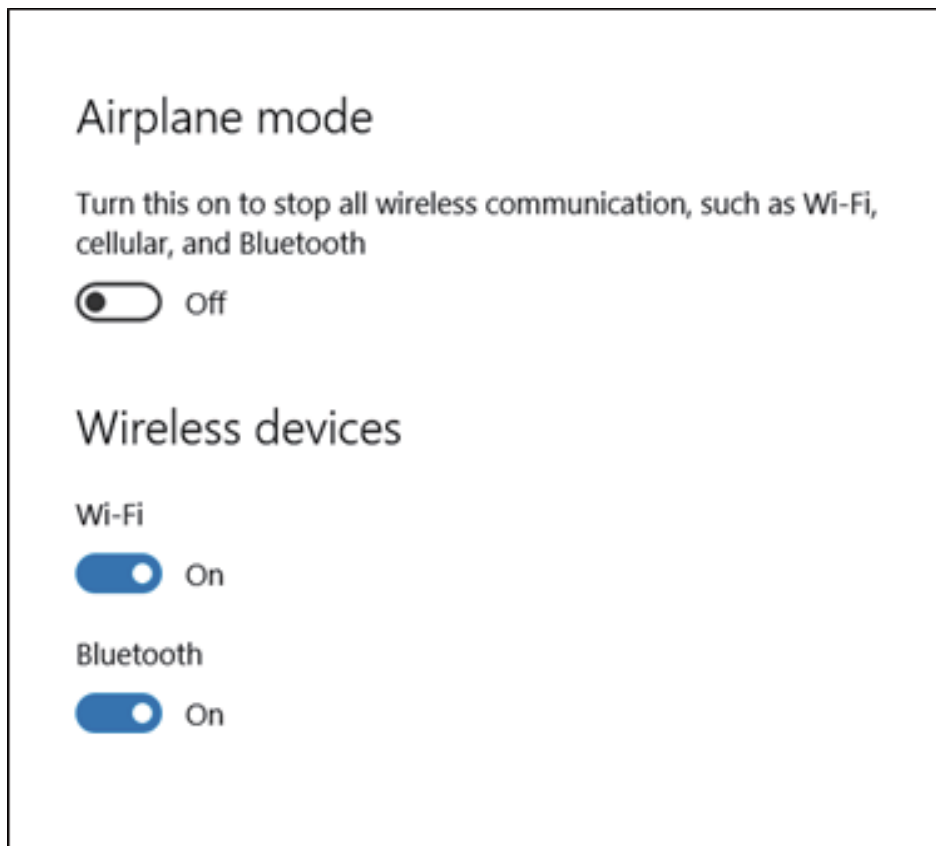 Airplane mode
Turn this on to stop all wireless communication, such as Wi-Fi,
cellular, and Bluetooth
Off
Wireless devices
Wi-Fi
On
Bluetooth
On